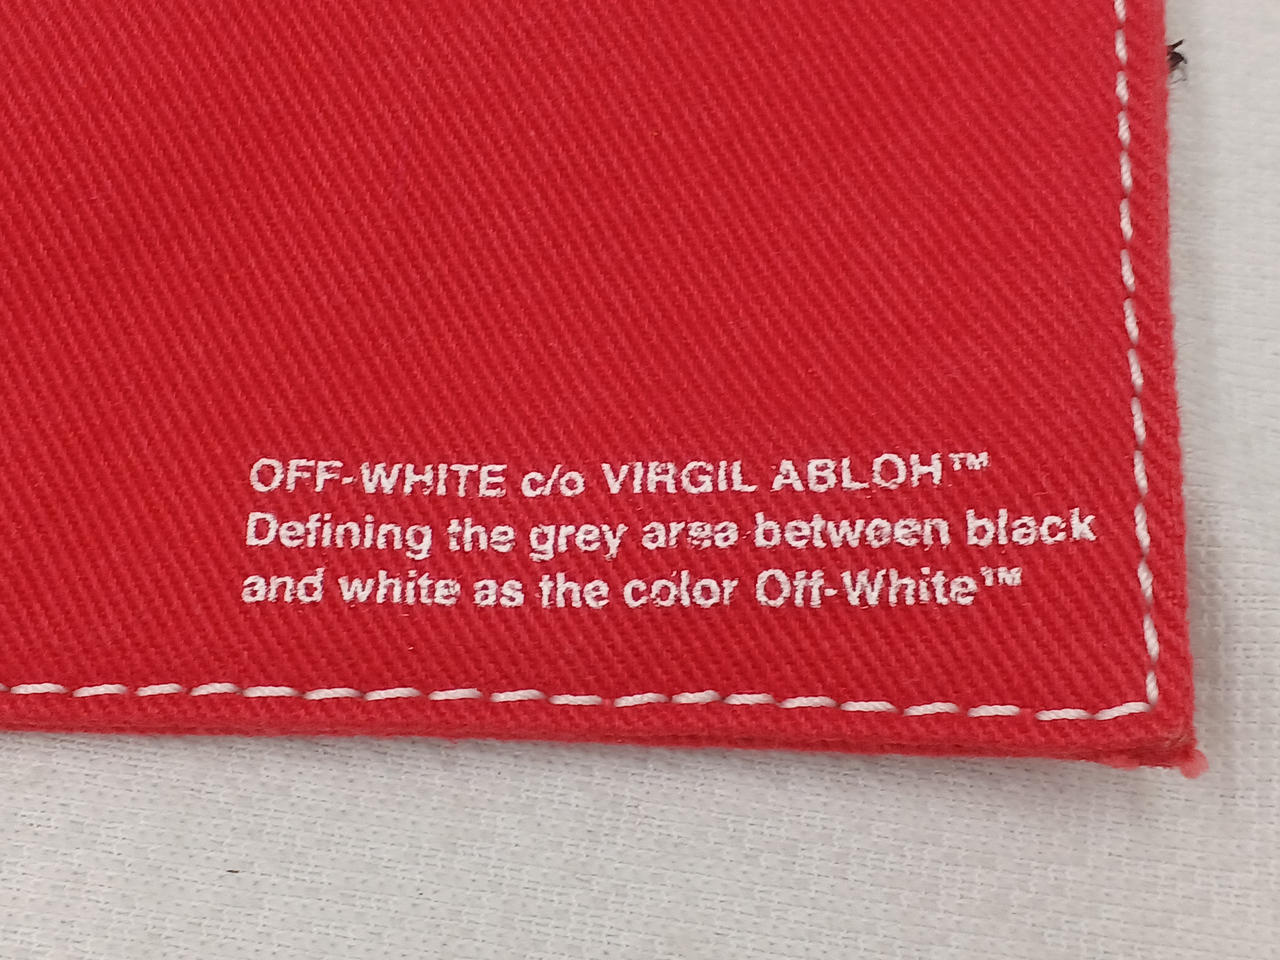 OFF-WHITE c/o VIRGIL ABLOH™
Defining the grey area between black
and white as the color Off-White™